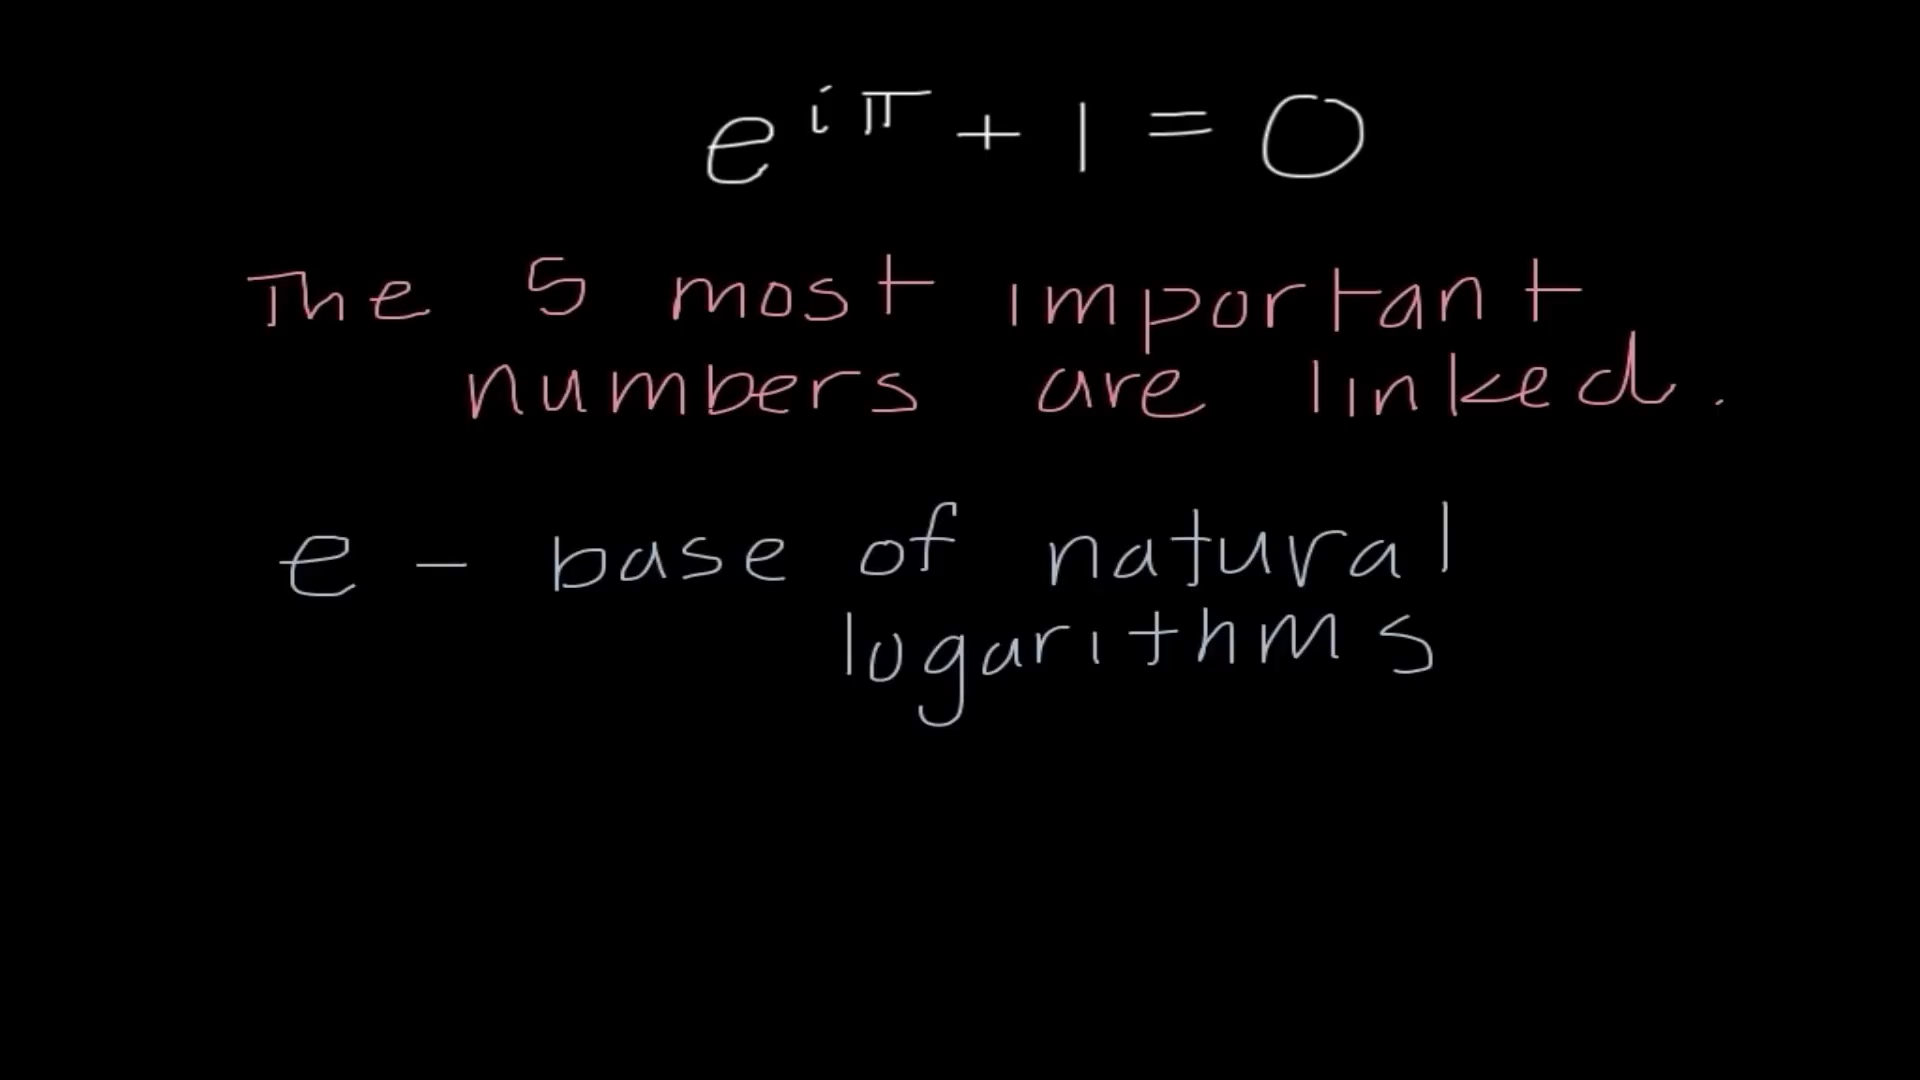 e^{iπ} + 1 = 0
The 5 most important
numbers are linked.
e - base of natural
logarithms